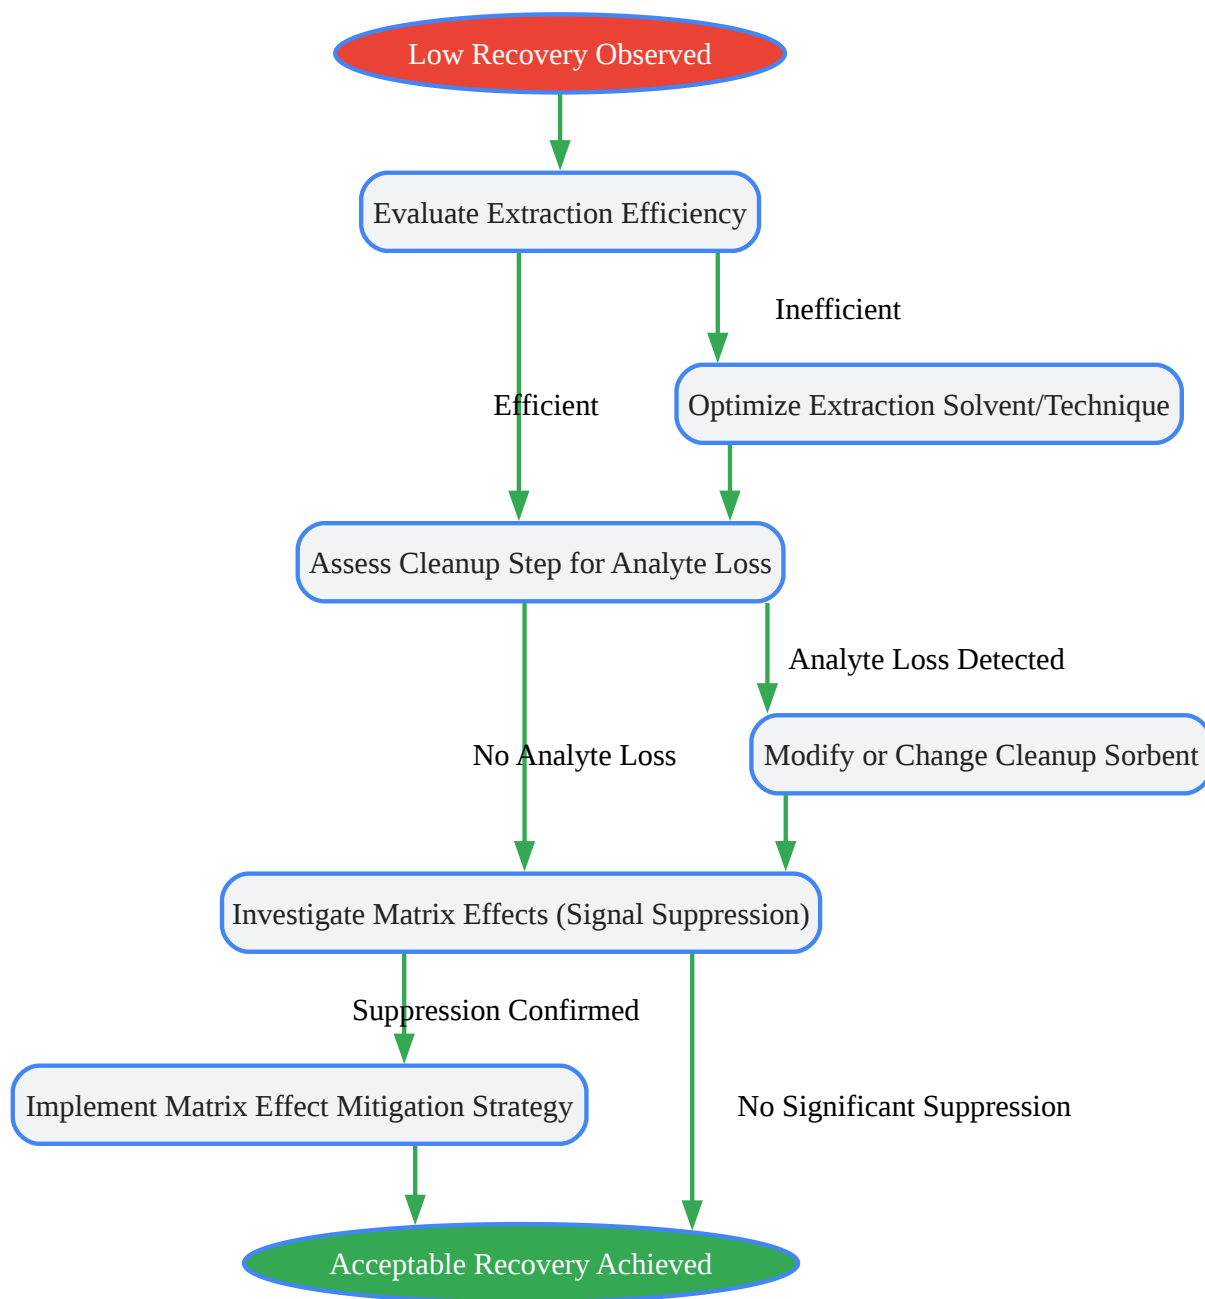 Low Recovery Observed
Evaluate Extraction Efficiency
Inefficient
Efficient
Optimize Extraction Solvent/Technique
Assess Cleanup Step for Analyte Loss
Analyte Loss Detected
No Analyte Loss
Modify or Change Cleanup Sorbent
Investigate Matrix Effects (Signal Suppression)
Suppression Confirmed
Implement Matrix Effect Mitigation Strategy
No Significant Suppression
Acceptable Recovery Achieved